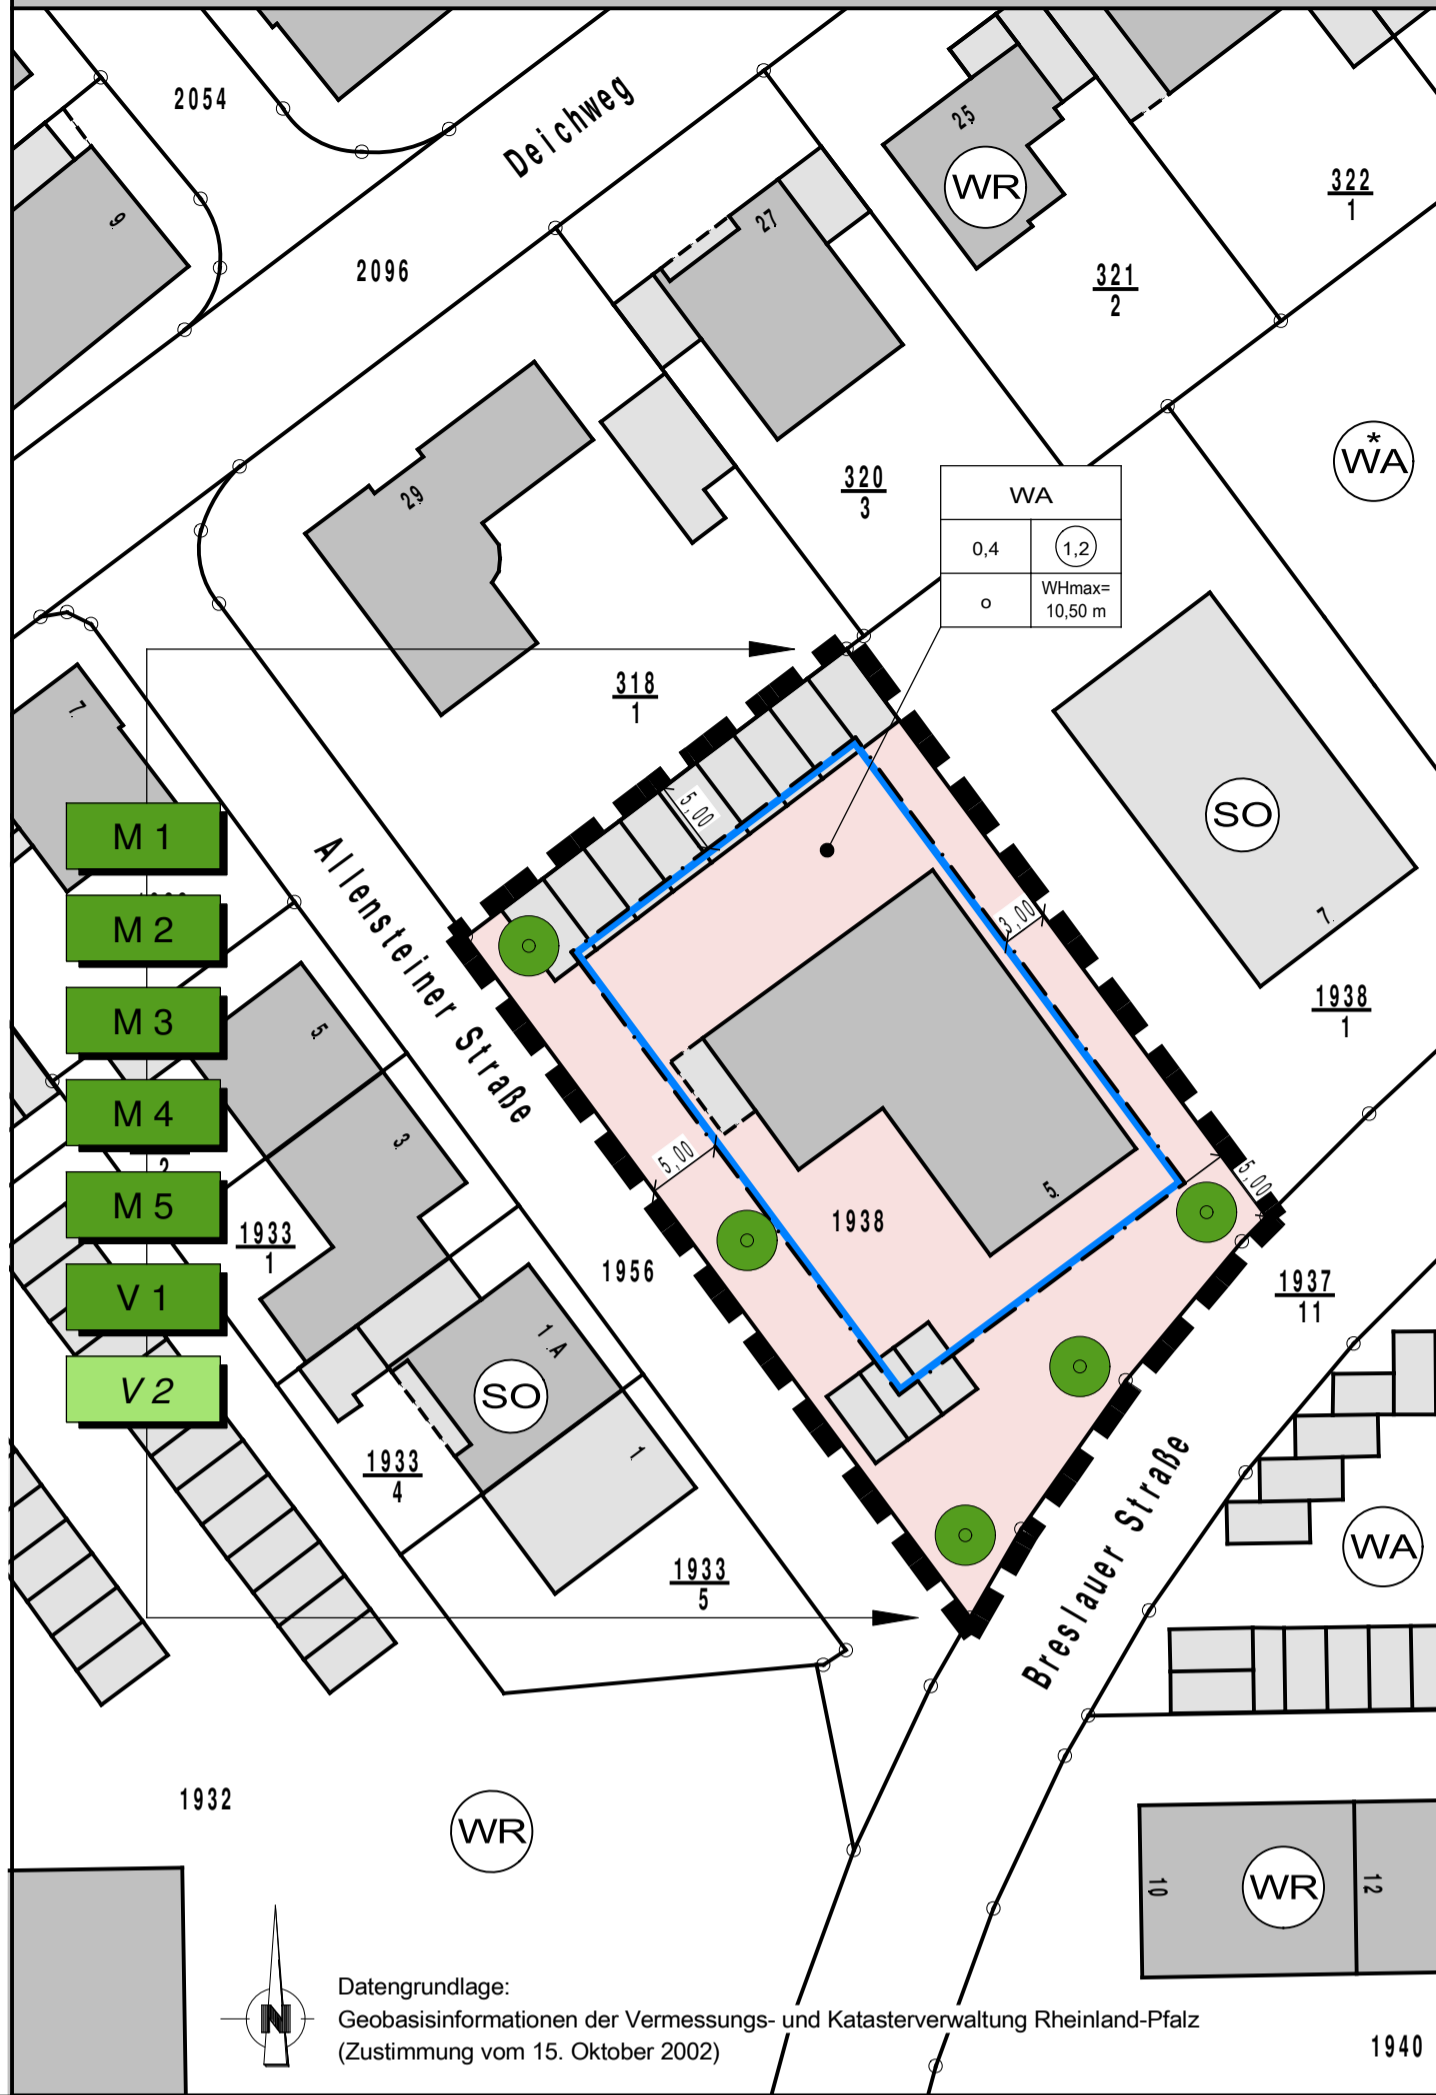 2054
Deichweg
25
WR
322
1
9
2096
27
321
2
WA
*
29
320
3
WA
0,4
1,2
o
WHmax=
10,50 m
318
1
7
5,00
SO
7
M 1
M 2
M 3
M 4
M 5
V 1
V 2
Allensteiner Straße
3,00
1938
1
5
3
2
5,00
5,00
5
1938
1933
1
1956
1937
11
1 A
SO
1
1933
4
1933
5
Breslauer Straße
WA
1932
WR
10
WR
12
N
Datengrundlage:
Geobasisinformationen der Vermessungs- und Katasterverwaltung Rheinland-Pfalz
(Zustimmung vom 15. Oktober 2002)
1940